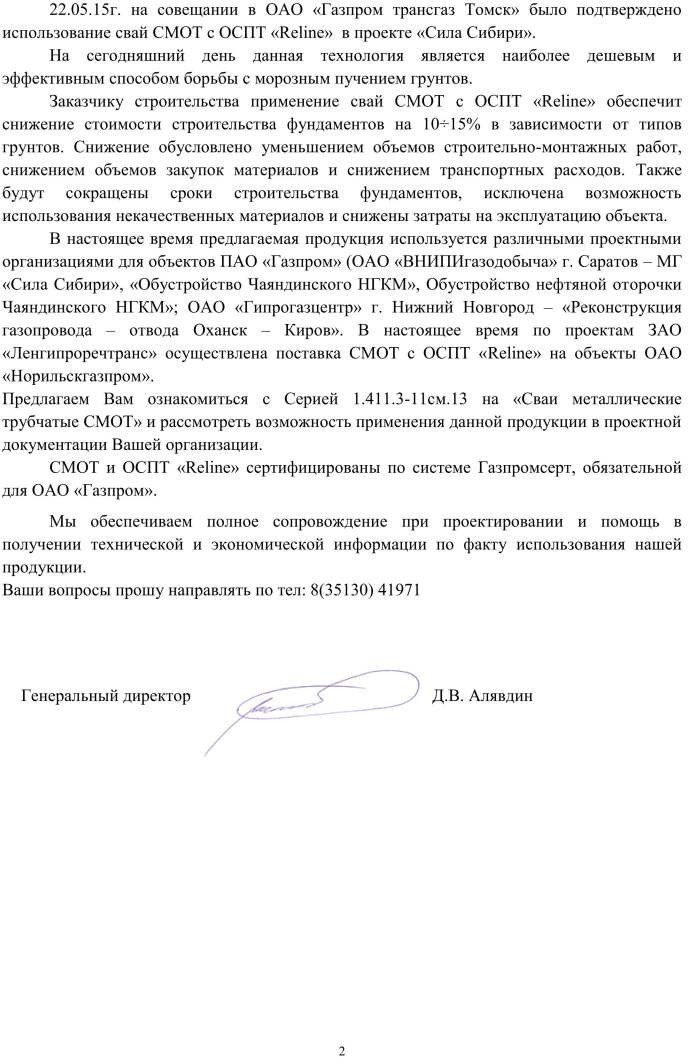 22.05.15г. на совещании в ОАО «Газпром трансгаз Томск» было подтверждено
использование свай СМОТ с ОСПТ «Reline» в проекте «Сила Сибири».
На сегодняшний день данная технология является наиболее дешевым и
эффективным способом борьбы с морозным пучением грунтов.
Заказчику строительства применение свай СМОТ с ОСПТ «Reline» обеспечит
снижение стоимости строительства фундаментов на 10÷15% в зависимости от типов
грунтов. Снижение обусловлено уменьшением объемов строительно-монтажных работ,
снижением объемов закупок материалов и снижением транспортных расходов. Также
будут сокращены сроки строительства фундаментов, исключена возможность
использования некачественных материалов и снижены затраты на эксплуатацию объекта.
В настоящее время предлагаемая продукция используется различными проектными
организациями для объектов ПАО «Газпром» (ОАО «ВНИПИгазодобыча» г. Саратов – МГ
«Сила Сибири», «Обустройство Чаяндинского НГКМ», Обустройство нефтяной оторочки
Чаяндинского НГКМ»; ОАО «Гипрогазцентр» г. Нижний Новгород – «Реконструкция
газопровода – отвода Оханск – Киров». В настоящее время по проектам ЗАО
«Ленгипроречтранс» осуществлена поставка СМОТ с ОСПТ «Reline» на объекты ОАО
«Норильскгазпром».
Предлагаем Вам ознакомиться с Серией 1.411.3-11см.13 на «Сваи металлические
трубчатые СМОТ» и рассмотреть возможность применения данной продукции в проектной
документации Вашей организации.
СМОТ и ОСПТ «Reline» сертифицированы по системе Газпромсерт, обязательной
для ОАО «Газпром».
Мы обеспечиваем полное сопровождение при проектировании и помощь в
получении технической и экономической информации по факту использования нашей
продукции.
Ваши вопросы прошу направлять по тел: 8(35130) 41971
Генеральный директор Д.В. Алявдин
2